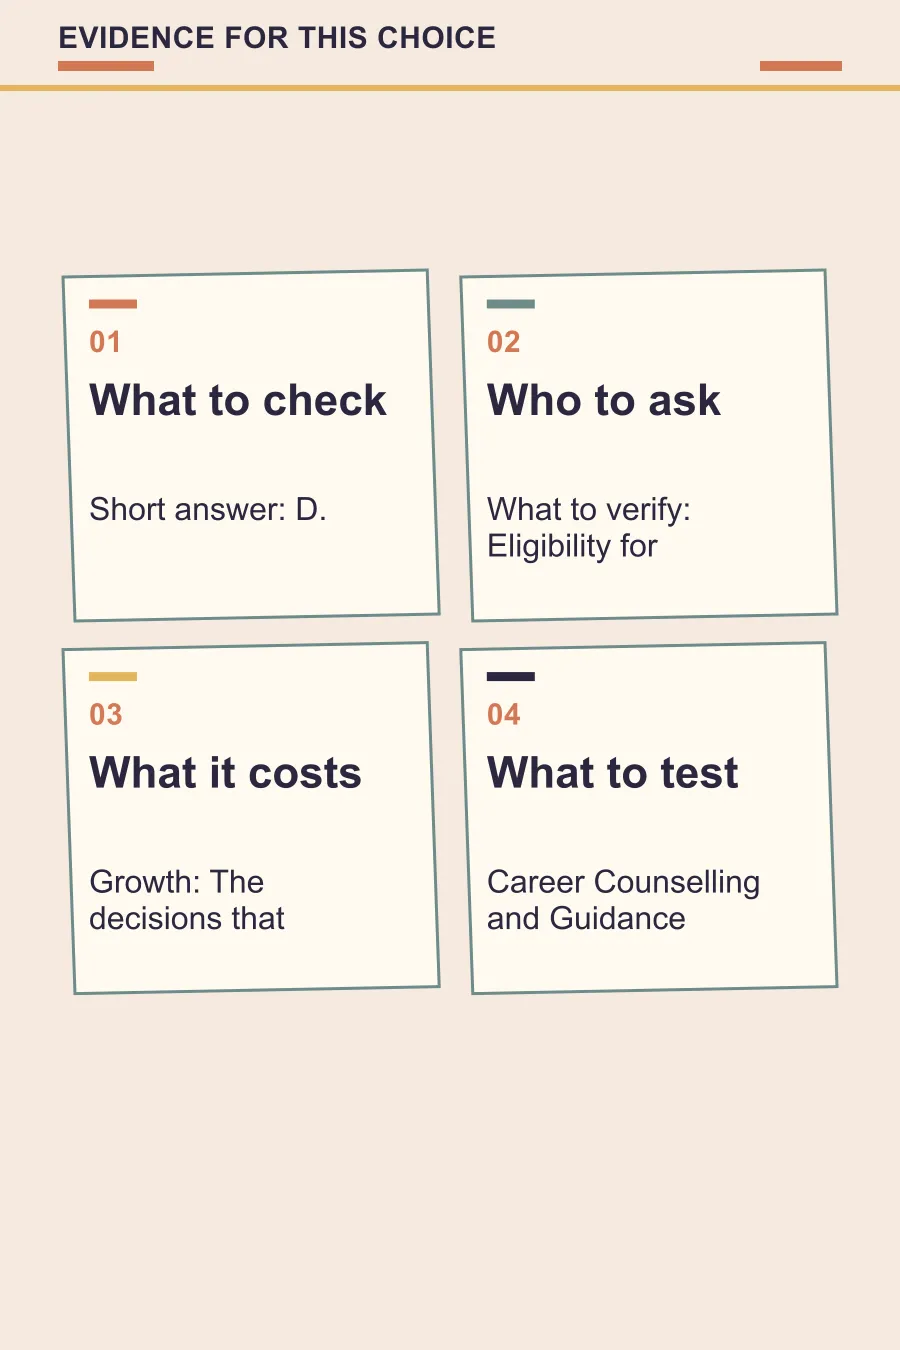 EVIDENCE FOR THIS CHOICE
01
What to check
Short answer: D.
02
Who to ask
What to verify:
Eligibility for
03
What it costs
Growth: The
decisions that
04
What to test
Career Counselling
and Guidance